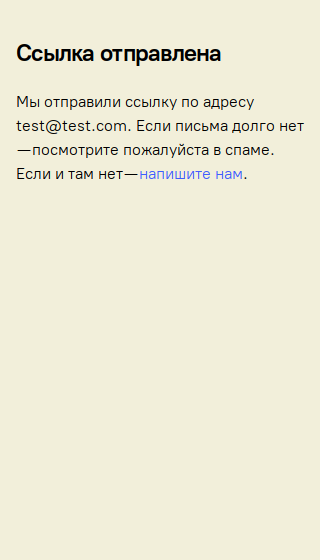 Ссылка отправлена
Мы отправили ссылку по адресу
test@test.com. Если письма долго нет
—посмотрите пожалуйста в спаме.
Если и там нет—напишите нам.